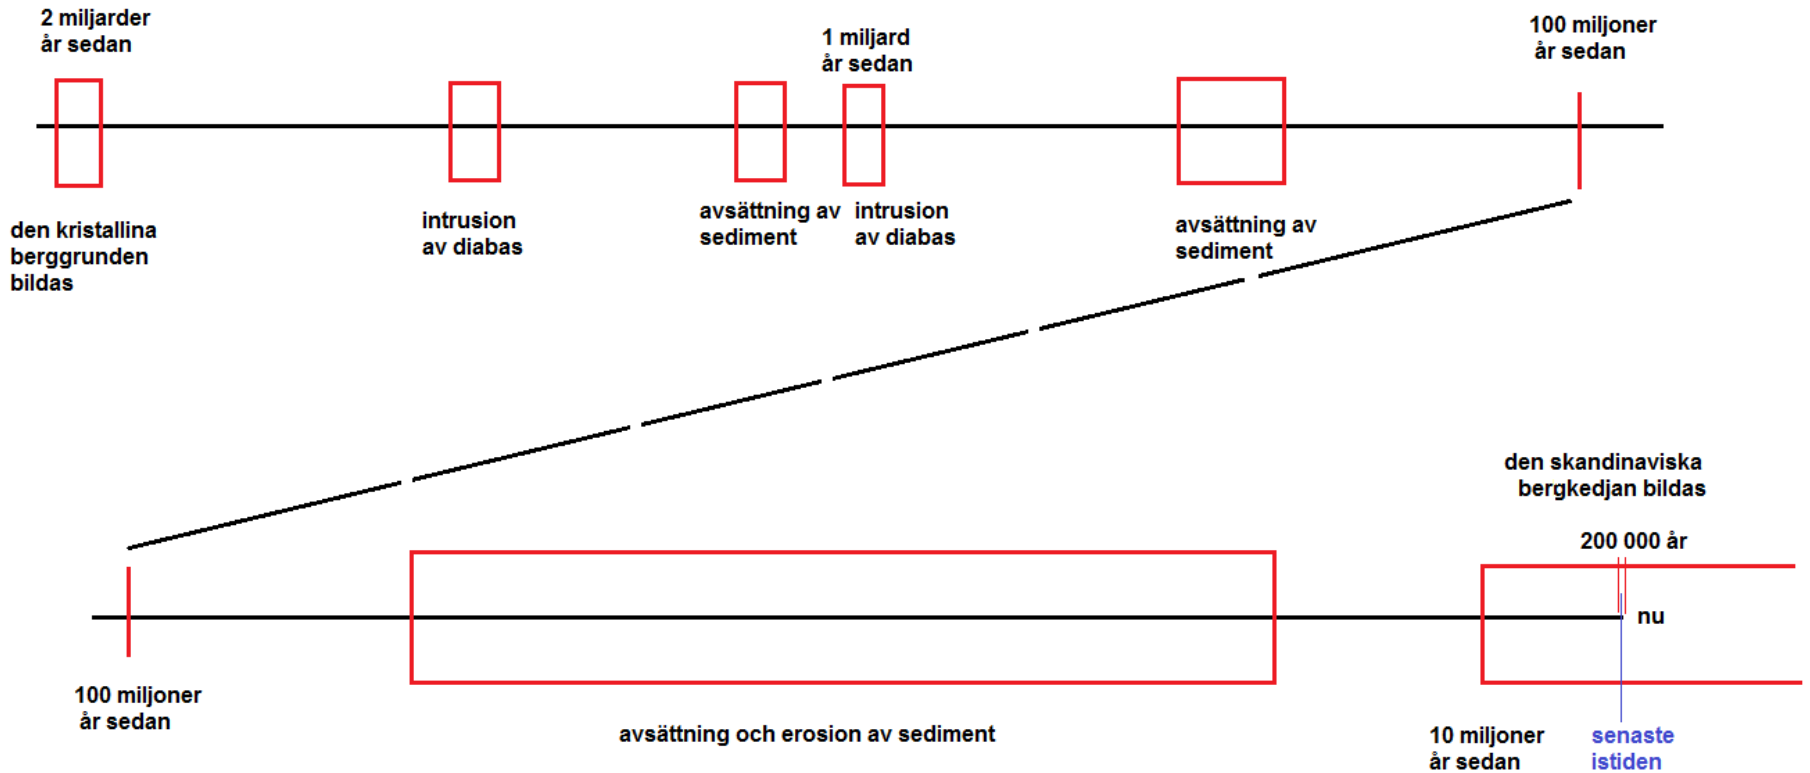 2 miljarder
år sedan
1 miljard
år sedan
100 miljoner
år sedan
den kristallina
berggrunden
bildas
intrusion
av diabas
avsättning av
sediment
intrusion
av diabas
avsättning av
sediment
den skandinaviska
bergkedjan bildas
200 000 år
nu
100 miljoner
år sedan
avsättning och erosion av sediment
10 miljoner
år sedan
senaste
istiden